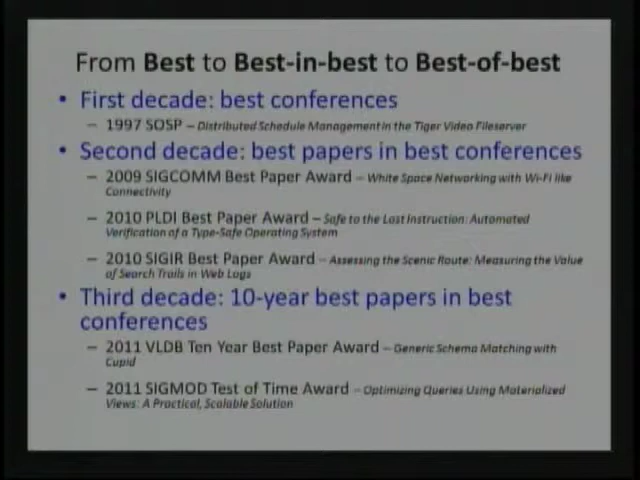 From Best to Best-in-best to Best-of-best
• First decade: best conferences
– 1997 SOSP – Distributed Schedule Management in the Tiger Video Fileserver
• Second decade: best papers in best conferences
– 2009 SIGCOMM Best Paper Award – White Space Networking with Wi-Fi like
Connectivity
– 2010 PLDI Best Paper Award – Safe to the Last Instruction: Automated
Verification of a Type-Safe Operating System
– 2010 SIGIR Best Paper Award – Assessing the Scenic Route: Measuring the Value
of Search Trails in Web Logs
• Third decade: 10-year best papers in best
conferences
– 2011 VLDB Ten Year Best Paper Award – Generic Schema Matching with
Cupid
– 2011 SIGMOD Test of Time Award – Optimizing Queries Using Materialized
Views: A Practical, Scalable Solution